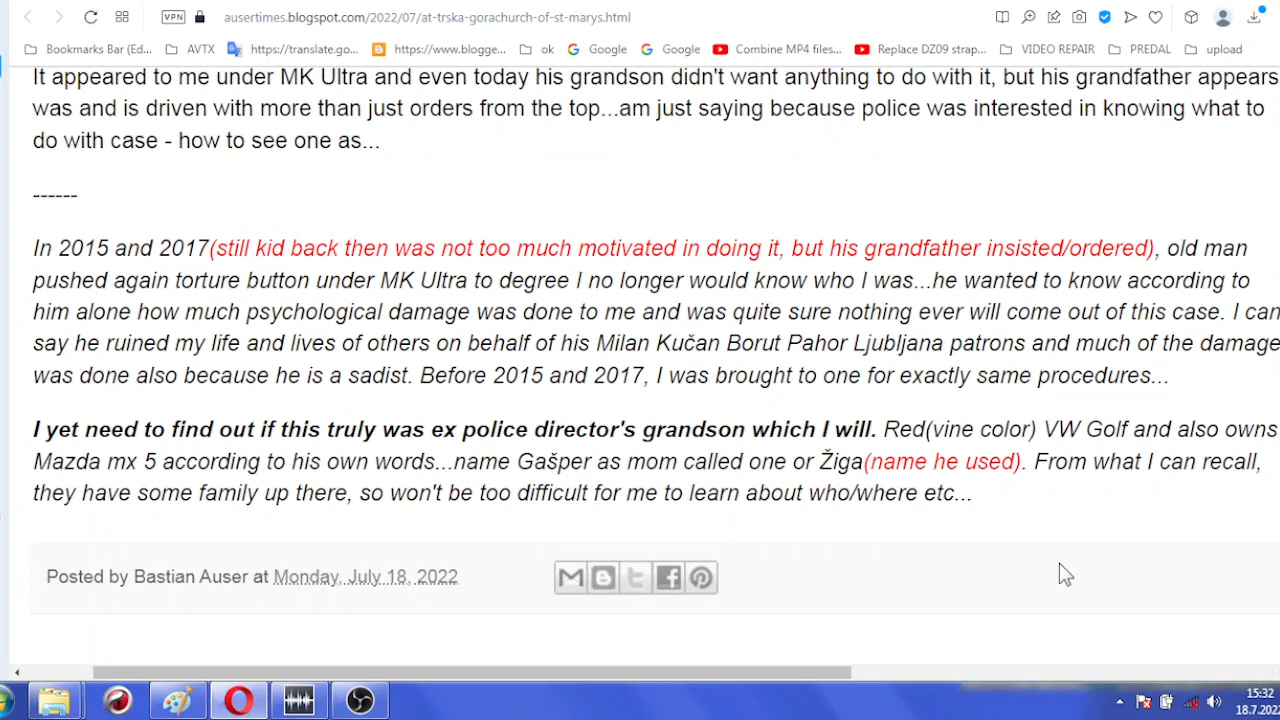 VPN ausertimes.blogspot.com/2022/07/at-trska-gorachurch-of-st-marys.html
Bookmarks Bar (Ed... AVTX https://translate.go... https://www.blogge... ok Google Google Combine MP4 files... Replace DZ09 strap... VIDEO REPAIR PREDAL upload
It appeared to me under MK Ultra and even today his grandson didn't want anything to do with it, but his grandfather appears
was and is driven with more than just orders from the top...am just saying because police was interested in knowing what to
do with case - how to see one as...
------
In 2015 and 2017(still kid back then was not too much motivated in doing it, but his grandfather insisted/ordered), old man
pushed again torture button under MK Ultra to degree I no longer would know who I was...he wanted to know according to
him alone how much psychological damage was done to me and was quite sure nothing ever will come out of this case. I can
say he ruined my life and lives of others on behalf of his Milan Kučan Borut Pahor Ljubljana patrons and much of the damage
was done also because he is a sadist. Before 2015 and 2017, I was brought to one for exactly same procedures...
I yet need to find out if this truly was ex police director's grandson which I will. Red(vine color) VW Golf and also owns
Mazda mx 5 according to his own words...name Gašper as mom called one or Žiga(name he used). From what I can recall,
they have some family up there, so won't be too difficult for me to learn about who/where etc...
Posted by Bastian Auser at Monday, July 18, 2022
15:32
18.7.202